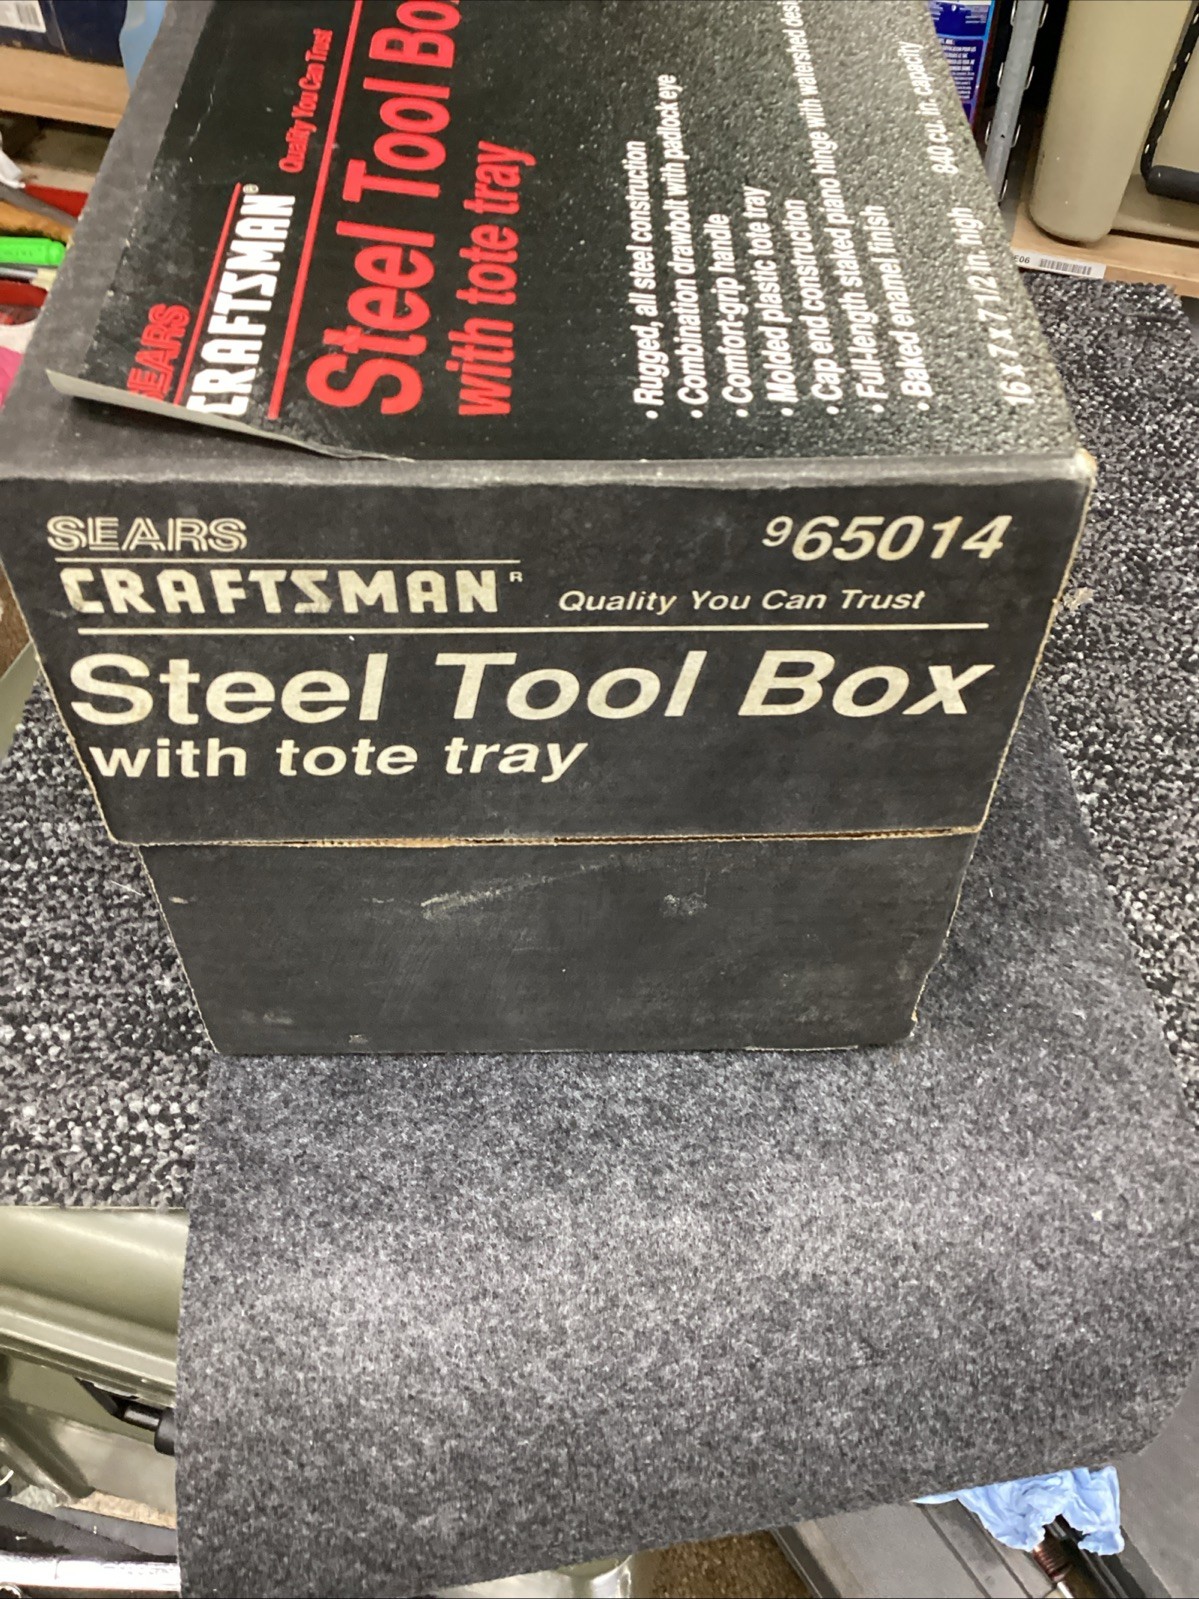 SEARS
CRAFTSMAN®
Quality You Can Trust
Steel Tool Bo
with tote tray
• Rugged, all steel construction
• Combination drawbolt with padlock eye
• Comfort-grip handle
• Molded plastic tote tray
• Cap end construction
• Full-length staked piano hinge with watershed desi
• Baked enamel finish
16 x 7 x 7 1/2 in. high 840 cu. in. capacity
SEARS
CRAFTSMAN®
965014
Quality You Can Trust
Steel Tool Box
with tote tray